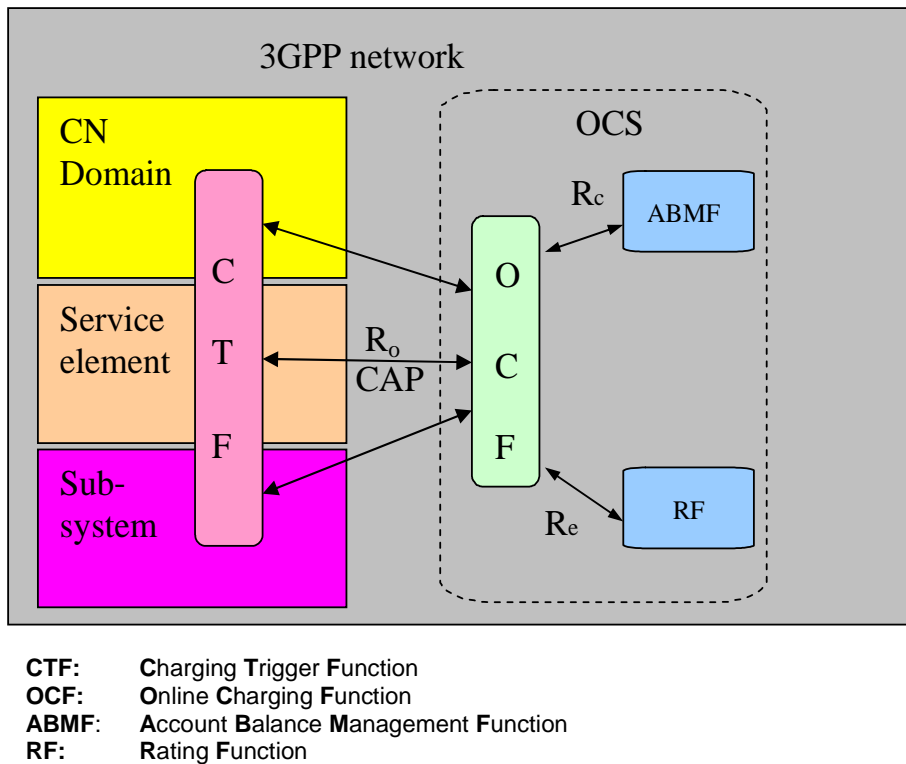 3GPP network
CN
Domain
OCS
Rc
ABMF
C
T
F
O
C
F
Service
element
Ro
CAP
Sub-
system
Re
RF
CTF: Charging Trigger Function
OCF: Online Charging Function
ABMF: Account Balance Management Function
RF: Rating Function